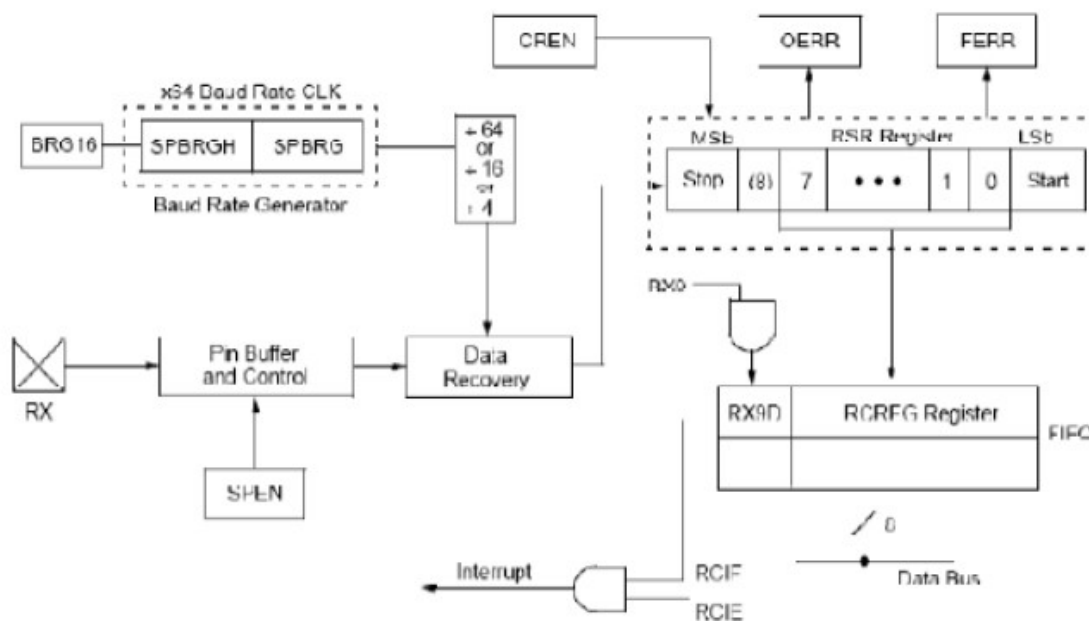 CREN
OERR
FERR
x64 Baud Rate CLK
BRG16
SPBRGH
SPBRG
Baud Rate Generator
÷ 64
or
÷ 16
or
÷ 4
MSb
RSR Register
LSb
Stop
(8)
7
• • •
1
0
Start
RX9
RX
Pin Buffer
and Control
Data
Recovery
SPEN
RX9D
RCREG Register
FIFO
8
Data Bus
Interrupt
RCIF
RCIE